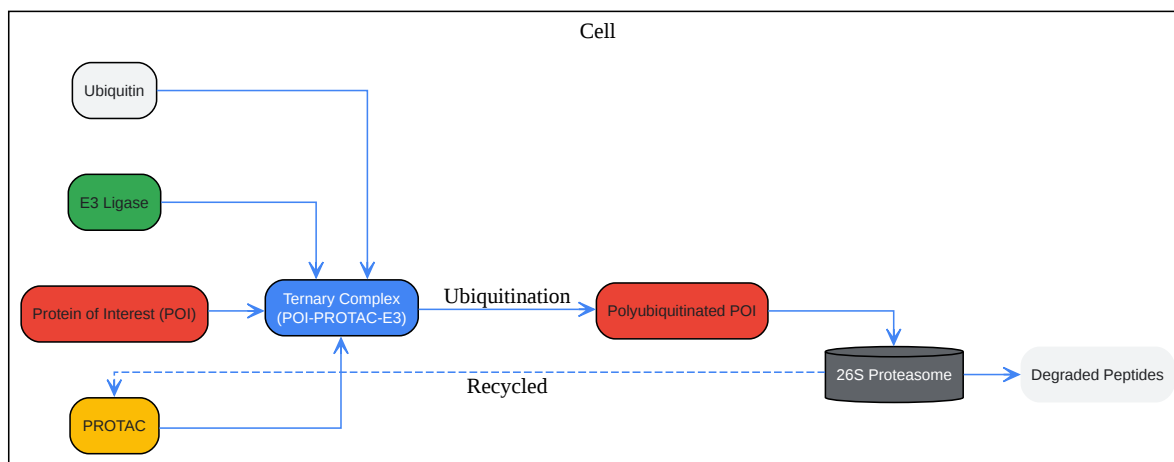 Cell
Ubiquitin
E3 Ligase
Protein of Interest (POI)
Ternary Complex
(POI-PROTAC-E3)
Ubiquitination
Polyubiquitinated POI
26S Proteasome
Degraded Peptides
Recycled
PROTAC